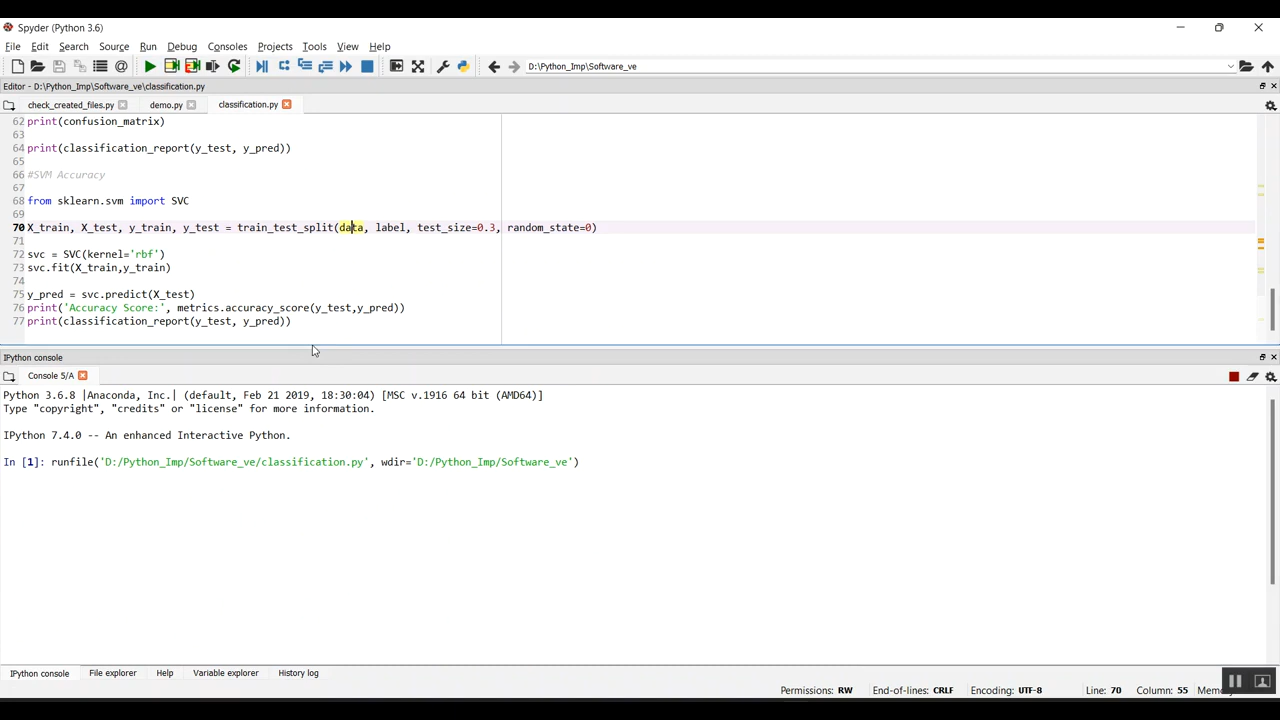 Spyder (Python 3.6)
File Edit Search Source Run Debug Consoles Projects Tools View Help
D:\Python_Imp\Software_ve
Editor - D:\Python_Imp\Software_ve\classification.py
check_created_files.py demo.py classification.py
62 print(confusion_matrix)
63
64 print(classification_report(y_test, y_pred))
65
66 #SVM Accuracy
67
68 from sklearn.svm import SVC
69
70 X_train, X_test, y_train, y_test = train_test_split(data, label, test_size=0.3, random_state=0)
71
72 svc = SVC(kernel='rbf')
73 svc.fit(X_train,y_train)
74
75 y_pred = svc.predict(X_test)
76 print('Accuracy Score:', metrics.accuracy_score(y_test,y_pred))
77 print(classification_report(y_test, y_pred))
IPython console
Console 5/A
Python 3.6.8 |Anaconda, Inc.| (default, Feb 21 2019, 18:30:04) [MSC v.1916 64 bit (AMD64)]
Type "copyright", "credits" or "license" for more information.
IPython 7.4.0 -- An enhanced Interactive Python.
In [1]: runfile('D:/Python_Imp/Software_ve/classification.py', wdir='D:/Python_Imp/Software_ve')
IPython console File explorer Help Variable explorer History log
Permissions: RW End-of-lines: CRLF Encoding: UTF-8 Line: 70 Column: 55